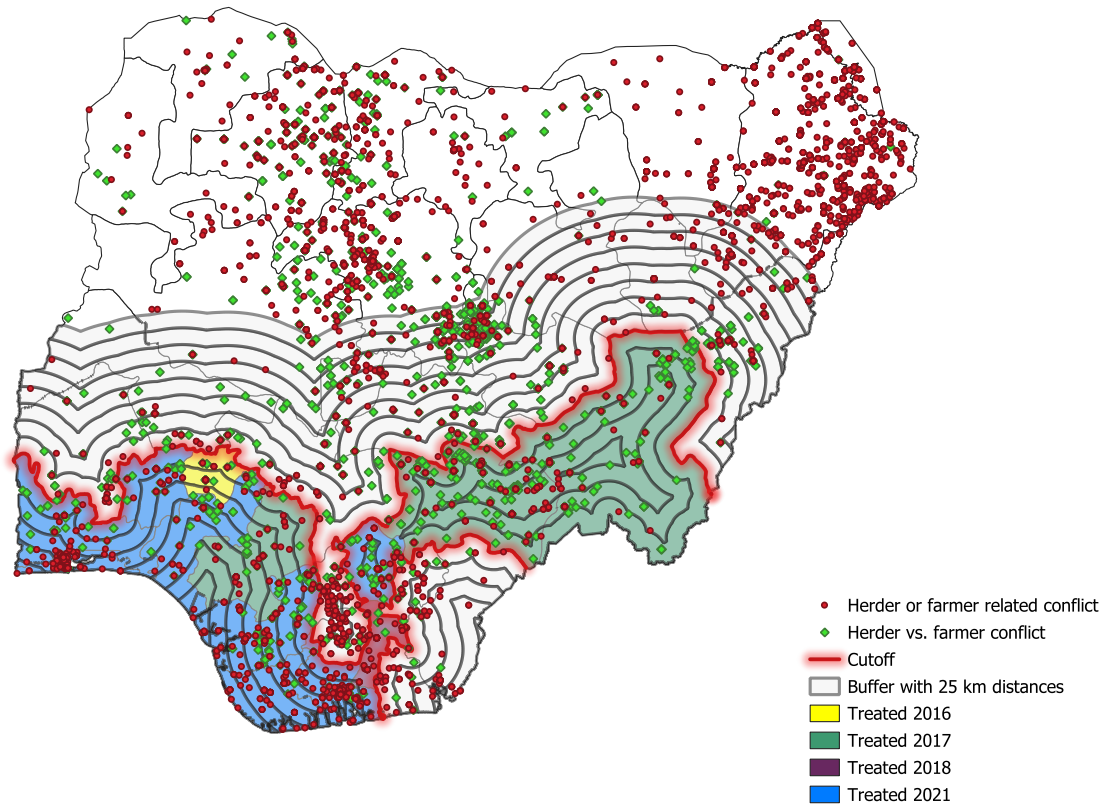 Herder or farmer related conflict
Herder vs. farmer conflict
Cutoff
Buffer with 25 km distances
Treated 2016
Treated 2017
Treated 2018
Treated 2021